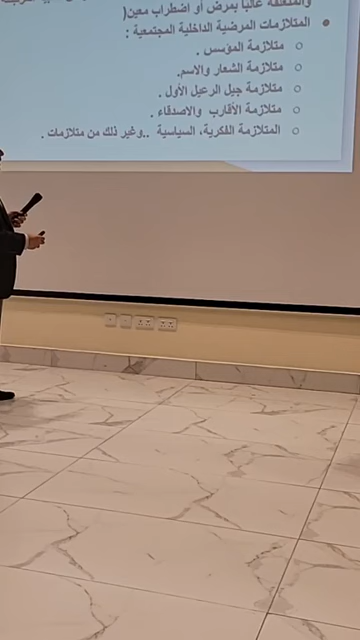 والمتعلقة غالبا بمرض أو اضطراب معين(
المتلازمات المرضية الداخلية المجتمعية :
متلازمة المؤسس .
متلازمة الشعار والاسم.
متلازمة جيل الرعيل الأول .
متلازمة الأقارب والاصدقاء .
المتلازمة الفكرية، السياسية ..وغير ذلك من متلازمات .